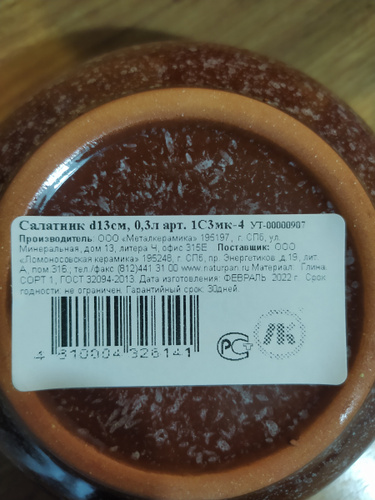 Салатник d13см, 0,3л арт. 1С3мк-4 УТ-00000907
Производитель: ООО «Металкерамика» 195197, г. СПб, ул.
Минеральная, дом 13, литера Ч, офис 315Б Поставщик: ООО
«Ломоносовская керамика» 195248, г. СПб, пр. Энергетиков д.19, лит.
А, пом.31Б, тел./факс (812)441 31 00 www.naturpan.ru Материал: Глина.
СОРТ 1, ГОСТ 32094-2013. Дата изготовления: ФЕВРАЛЬ 2022 г. Срок
годности: не ограничен. Гарантийный срок: 30дней.
4 810004 326141
РСТ